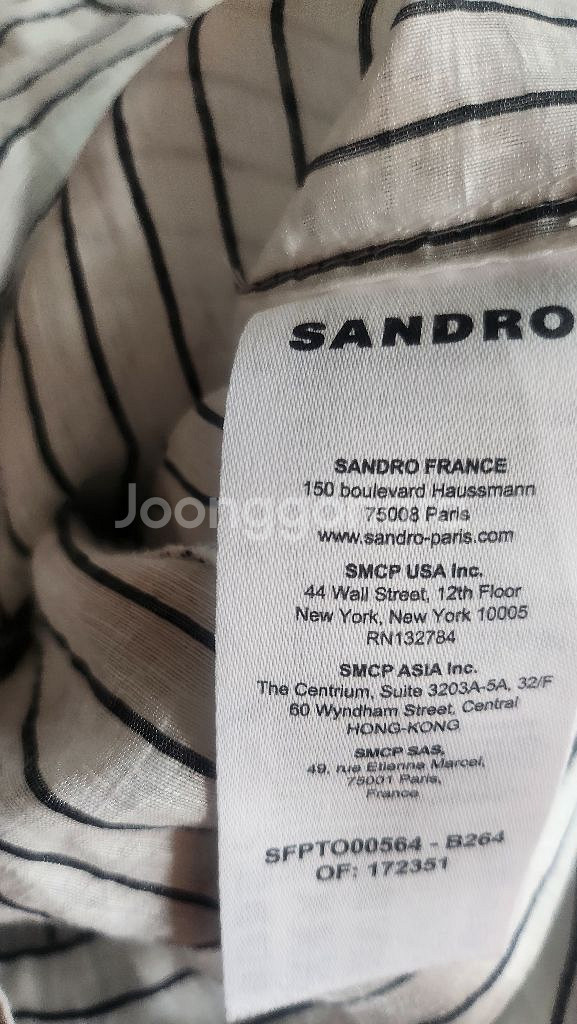 SANDRO
SANDRO FRANCE
150 boulevard Haussmann
75008 Paris
www.sandro-paris.com
SMCP USA Inc.
44 Wall Street, 12th Floor
New York, New York 10005
RN132784
SMCP ASIA Inc.
The Centrium, Suite 3203A-5A, 32/F
60 Wyndham Street, Central
HONG-KONG
SMCP SAS,
49, rue Etienne Marcel,
75001 Paris,
France
SFPTO00564 - B264
OF: 172351